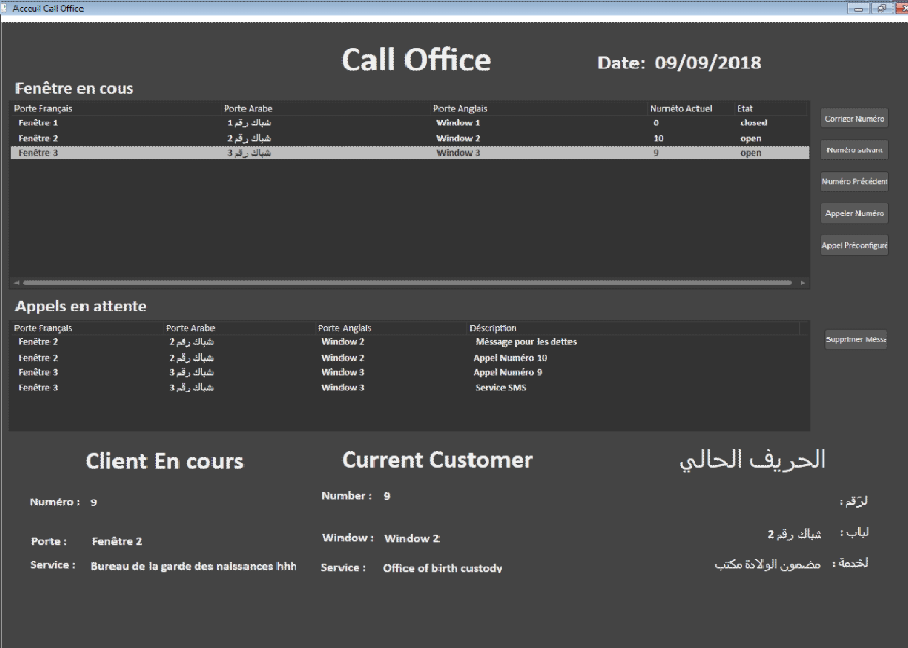 Acceuil Call Office
Call Office
Date: 09/09/2018
Fenêtre en cous
Porte Français Porte Arabe Porte Anglais Numéto Actuel Etat
Fenêtre 1 شباك رقم 1 Window 1 0 closed
Fenêtre 2 شباك رقم 2 Window 2 10 open
Fenêtre 3 شباك رقم 3 Window 3 9 open
Corriger Numéro
Numéro suivant
Numéro Précédent
Appeler Numéro
Appel Préconfiguré
Appels en attente
Porte Français Porte Arabe Porte Anglais Déscription
Fenêtre 2 شباك رقم 2 Window 2 Méssage pour les dettes
Fenêtre 2 شباك رقم 2 Window 2 Appel Numéro 10
Fenêtre 3 شباك رقم 3 Window 3 Appel Numéro 9
Fenêtre 3 شباك رقم 3 Window 3 Service SMS
Supprimer Méssa
Client En cours
Numéro : 9
Porte : Fenêtre 2
Service : Bureau de la garde des naissances hhh
Current Customer
Number : 9
Window : Window 2
Service : Office of birth custody
الحريف الحالي
لرّقم :
لباب : شباك رقم 2
لخدمة : مضمون الولادة مكتب